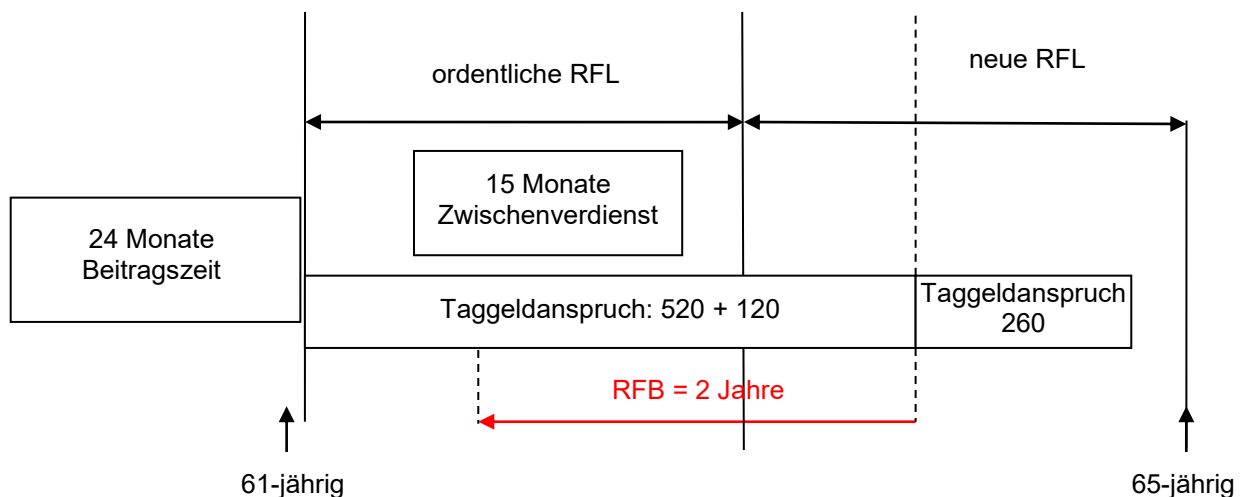 ordentliche RFL
neue RFL
15 Monate
Zwischenverdienst
24 Monate
Beitragszeit
Taggeldanspruch: 520 + 120
Taggeldanspruch
260
RFB = 2 Jahre
61-jährig
65-jährig